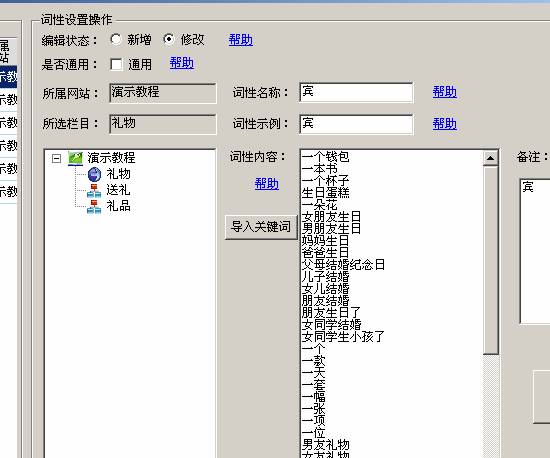 词性设置操作
属
站
示教
示教
示教
示教
示教
示教
编辑状态： 新增 修改 帮助
是否通用： 通用 帮助
所属网站： 演示教程 词性名称： 宾 帮助
所选栏目： 礼物 词性示例： 宾 帮助
演示教程
礼物
送礼
礼品
词性内容：
帮助
导入关键词
一个钱包
一本书
一个杯子
生日蛋糕
一朵花
女朋友生日
男朋友生日
妈妈生日
爸爸生日
父母结婚纪念日
儿子结婚
女儿结婚
朋友结婚
朋友生日了
女同学结婚
女同学生小孩了
一个
一款
一天
一套
一幅
一张
一项
一位
男友礼物
女友礼物
备注：
宾